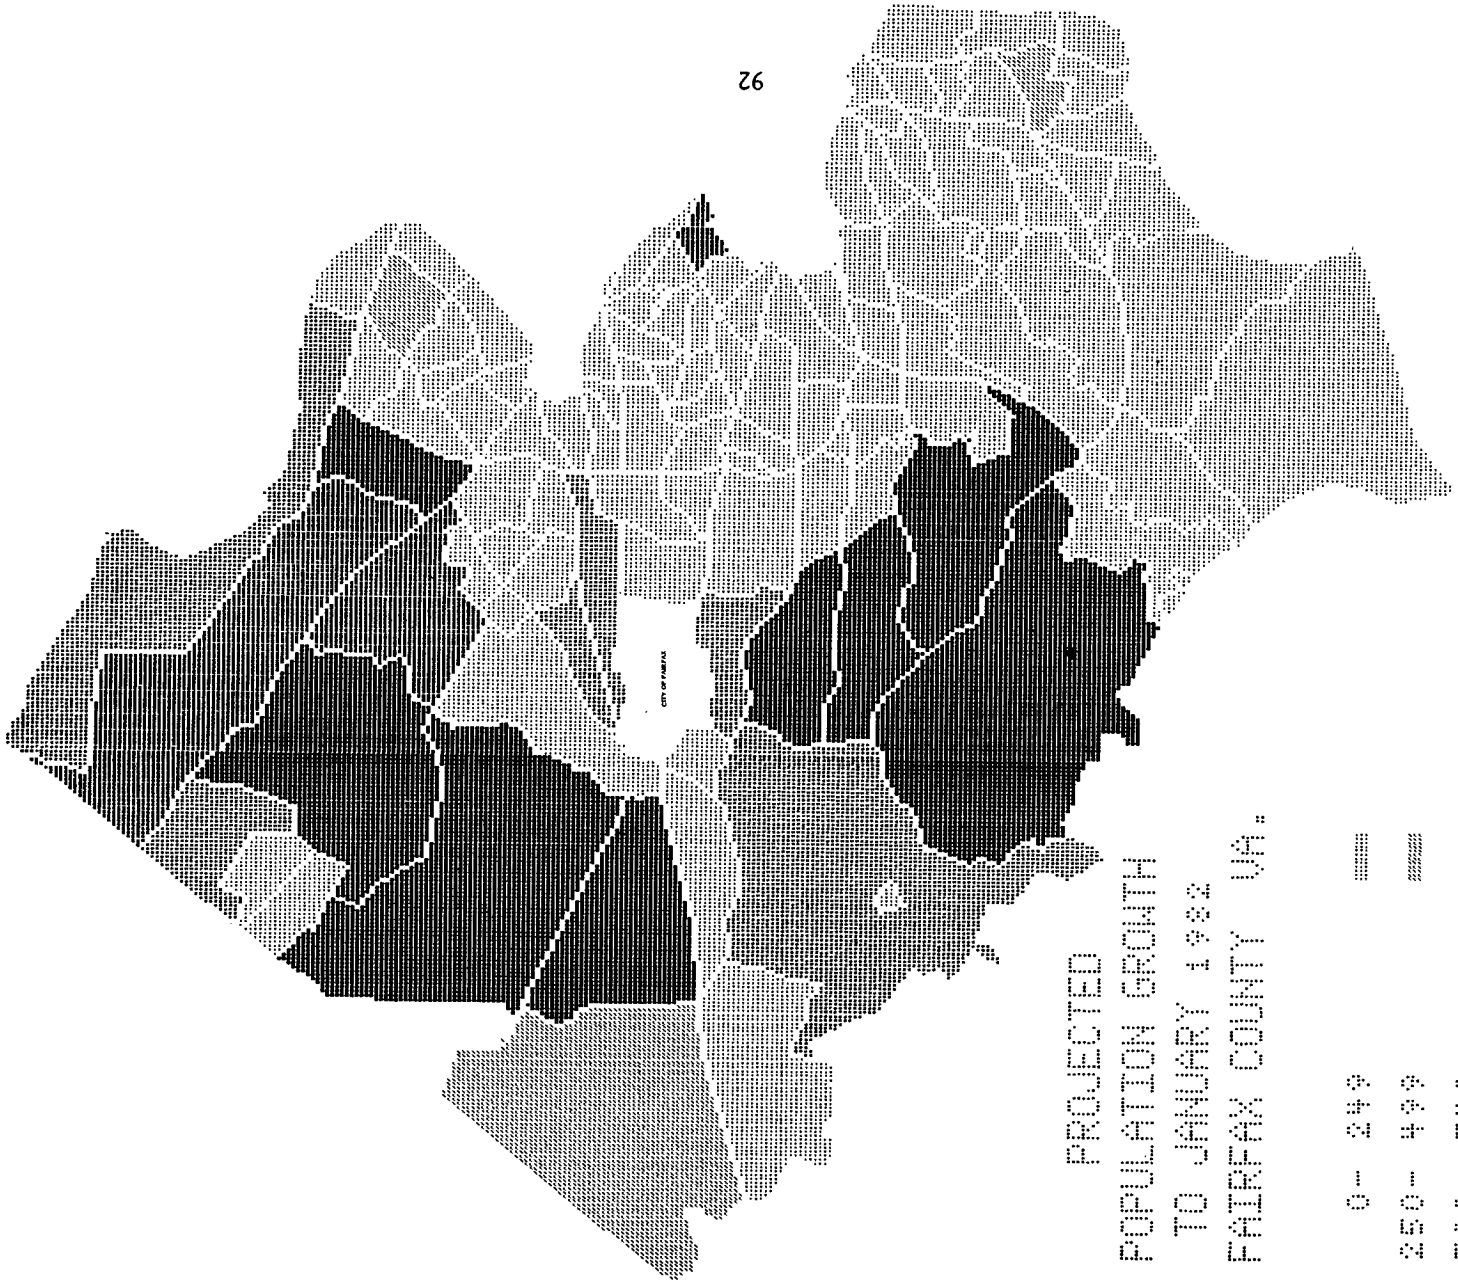 92
CITY OF FAIRFAX
PROJECTED
POPULATION GROWTH
TO JANUARY 1982
FAIRFAX COUNTY VA.
0- 249
250- 499